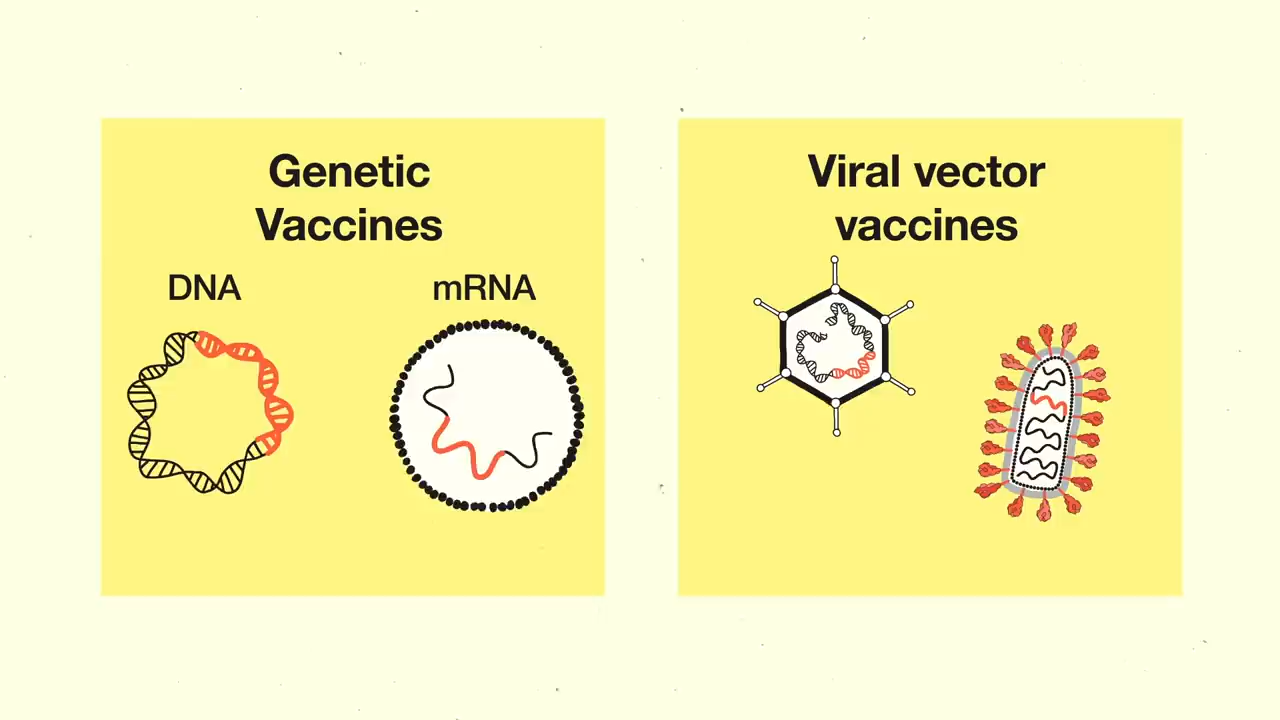 Genetic
Vaccines
DNA
mRNA
Viral vector
vaccines